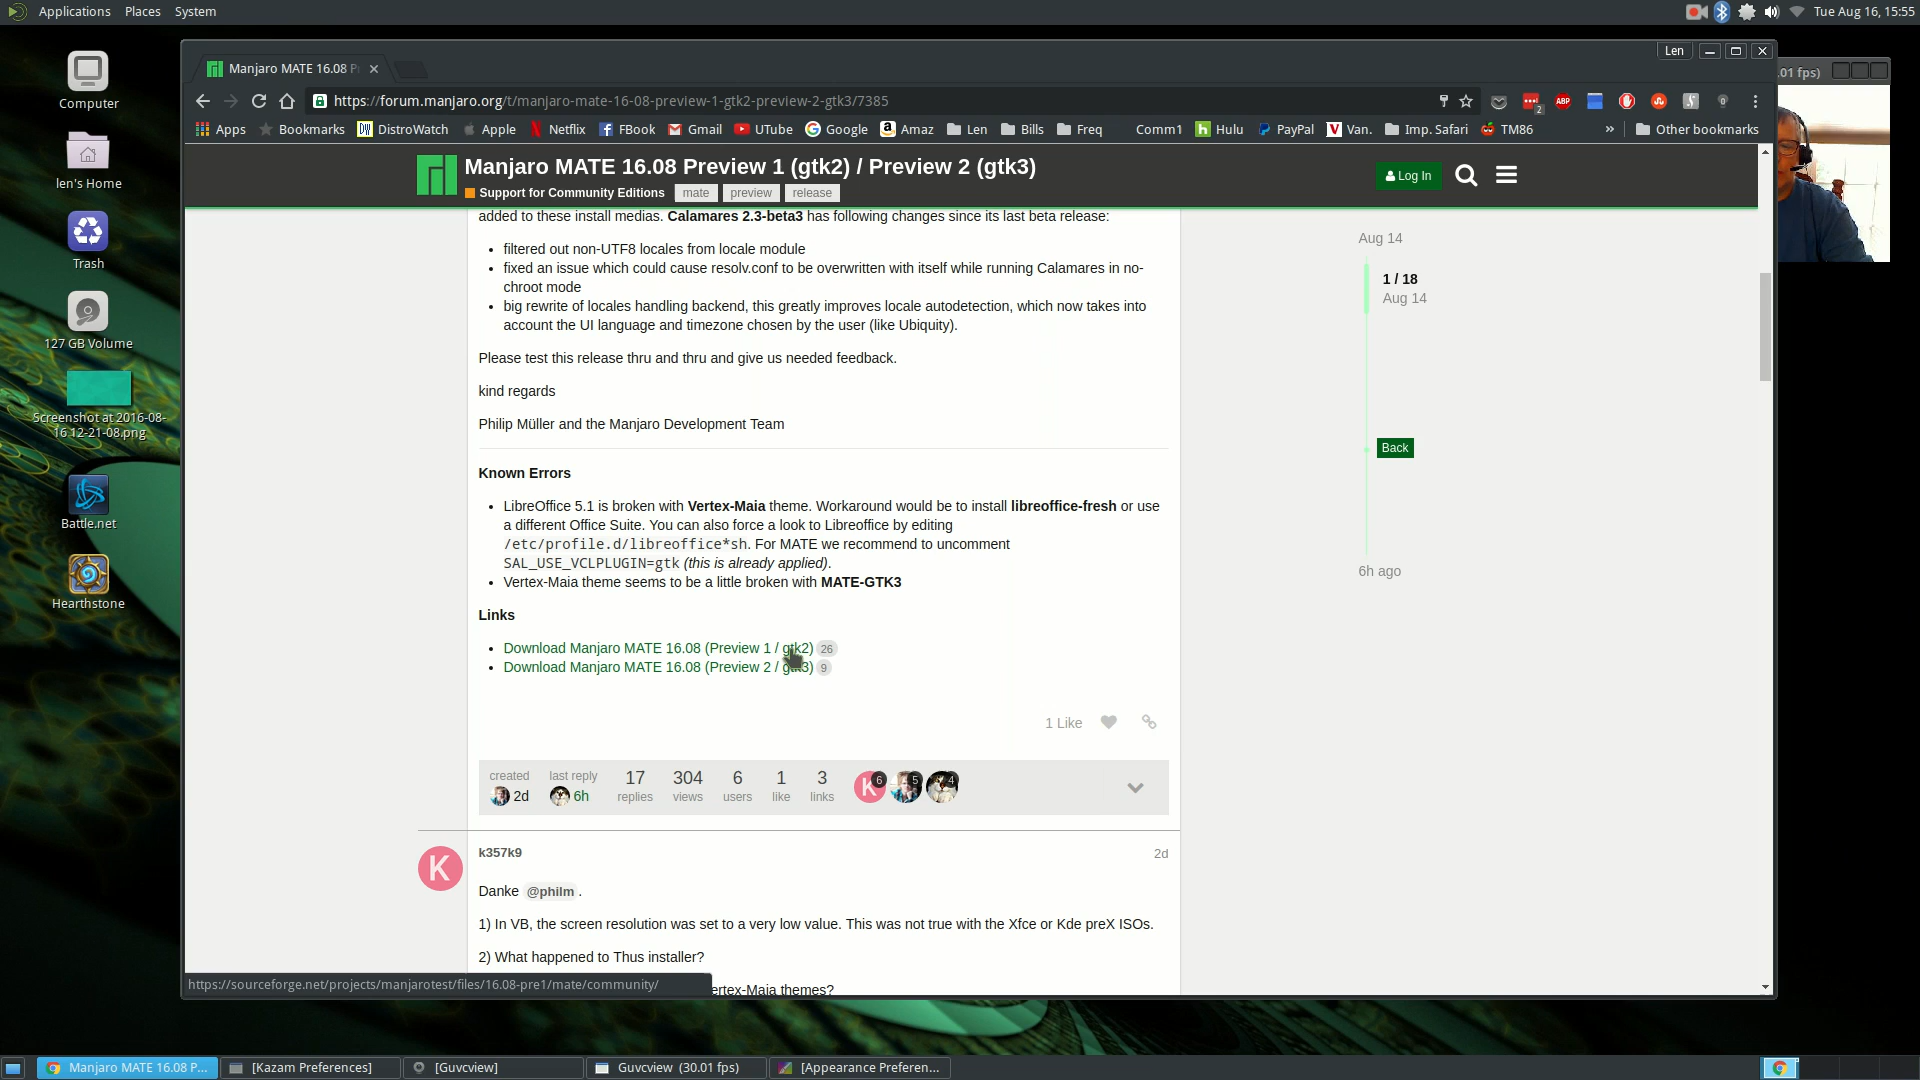 Applications Places System
Tue Aug 16, 15:55
Len
Manjaro MATE 16.08 P
.01 fps)
https://forum.manjaro.org/t/manjaro-mate-16-08-preview-1-gtk2-preview-2-gtk3/7385
2
ABP
Apps Bookmarks DW DistroWatch Apple Netflix FBook Gmail UTube Google Amaz Len Bills Freq Comm1 Hulu PayPal Van. Imp. Safari TM86 » Other bookmarks
Manjaro MATE 16.08 Preview 1 (gtk2) / Preview 2 (gtk3)
Support for Community Editions mate preview release
Log In
added to these install medias. Calamares 2.3-beta3 has following changes since its last beta release:
• filtered out non-UTF8 locales from locale module
• fixed an issue which could cause resolv.conf to be overwritten with itself while running Calamares in no-
chroot mode
• big rewrite of locales handling backend, this greatly improves locale autodetection, which now takes into
account the UI language and timezone chosen by the user (like Ubiquity).
Please test this release thru and thru and give us needed feedback.
kind regards
Philip Müller and the Manjaro Development Team
Known Errors
• LibreOffice 5.1 is broken with Vertex-Maia theme. Workaround would be to install libreoffice-fresh or use
a different Office Suite. You can also force a look to Libreoffice by editing
/etc/profile.d/libreoffice*sh. For MATE we recommend to uncomment
SAL_USE_VCLPLUGIN=gtk (this is already applied).
• Vertex-Maia theme seems to be a little broken with MATE-GTK3
Links
• Download Manjaro MATE 16.08 (Preview 1 / gtk2) 26
• Download Manjaro MATE 16.08 (Preview 2 / gtk3) 9
1 Like
created last reply 17 304 6 1 3
2d 6h replies views users like links
K 6 5 4
K
k357k9 2d
Danke @philm .
1) In VB, the screen resolution was set to a very low value. This was not true with the Xfce or Kde preX ISOs.
2) What happened to Thus installer?
ertex-Maia themes?
https://sourceforge.net/projects/manjarotest/files/16.08-pre1/mate/community/
Aug 14
1 / 18
Aug 14
Back
6h ago
Computer
len's Home
Trash
127 GB Volume
Screenshot at 2016-08-
16 12-21-08.png
Battle.net
Hearthstone
Manjaro MATE 16.08 P... [Kazam Preferences] [Guvcview] Guvcview (30.01 fps) [Appearance Preferen...